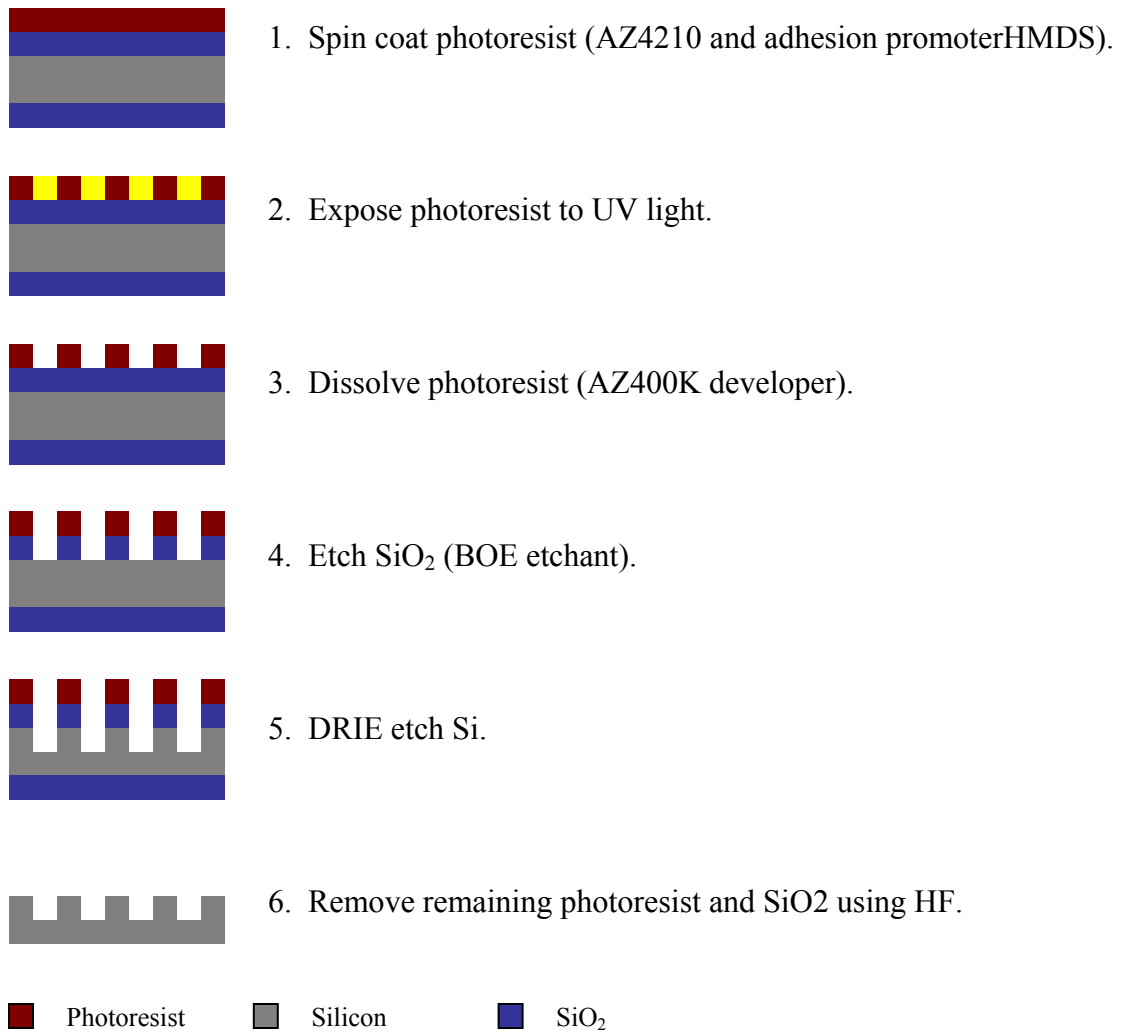 1. Spin coat photoresist (AZ4210 and adhesion promoterHMDS).
2. Expose photoresist to UV light.
3. Dissolve photoresist (AZ400K developer).
4. Etch SiO₂ (BOE etchant).
5. DRIE etch Si.
6. Remove remaining photoresist and SiO2 using HF.
Photoresist Silicon SiO₂